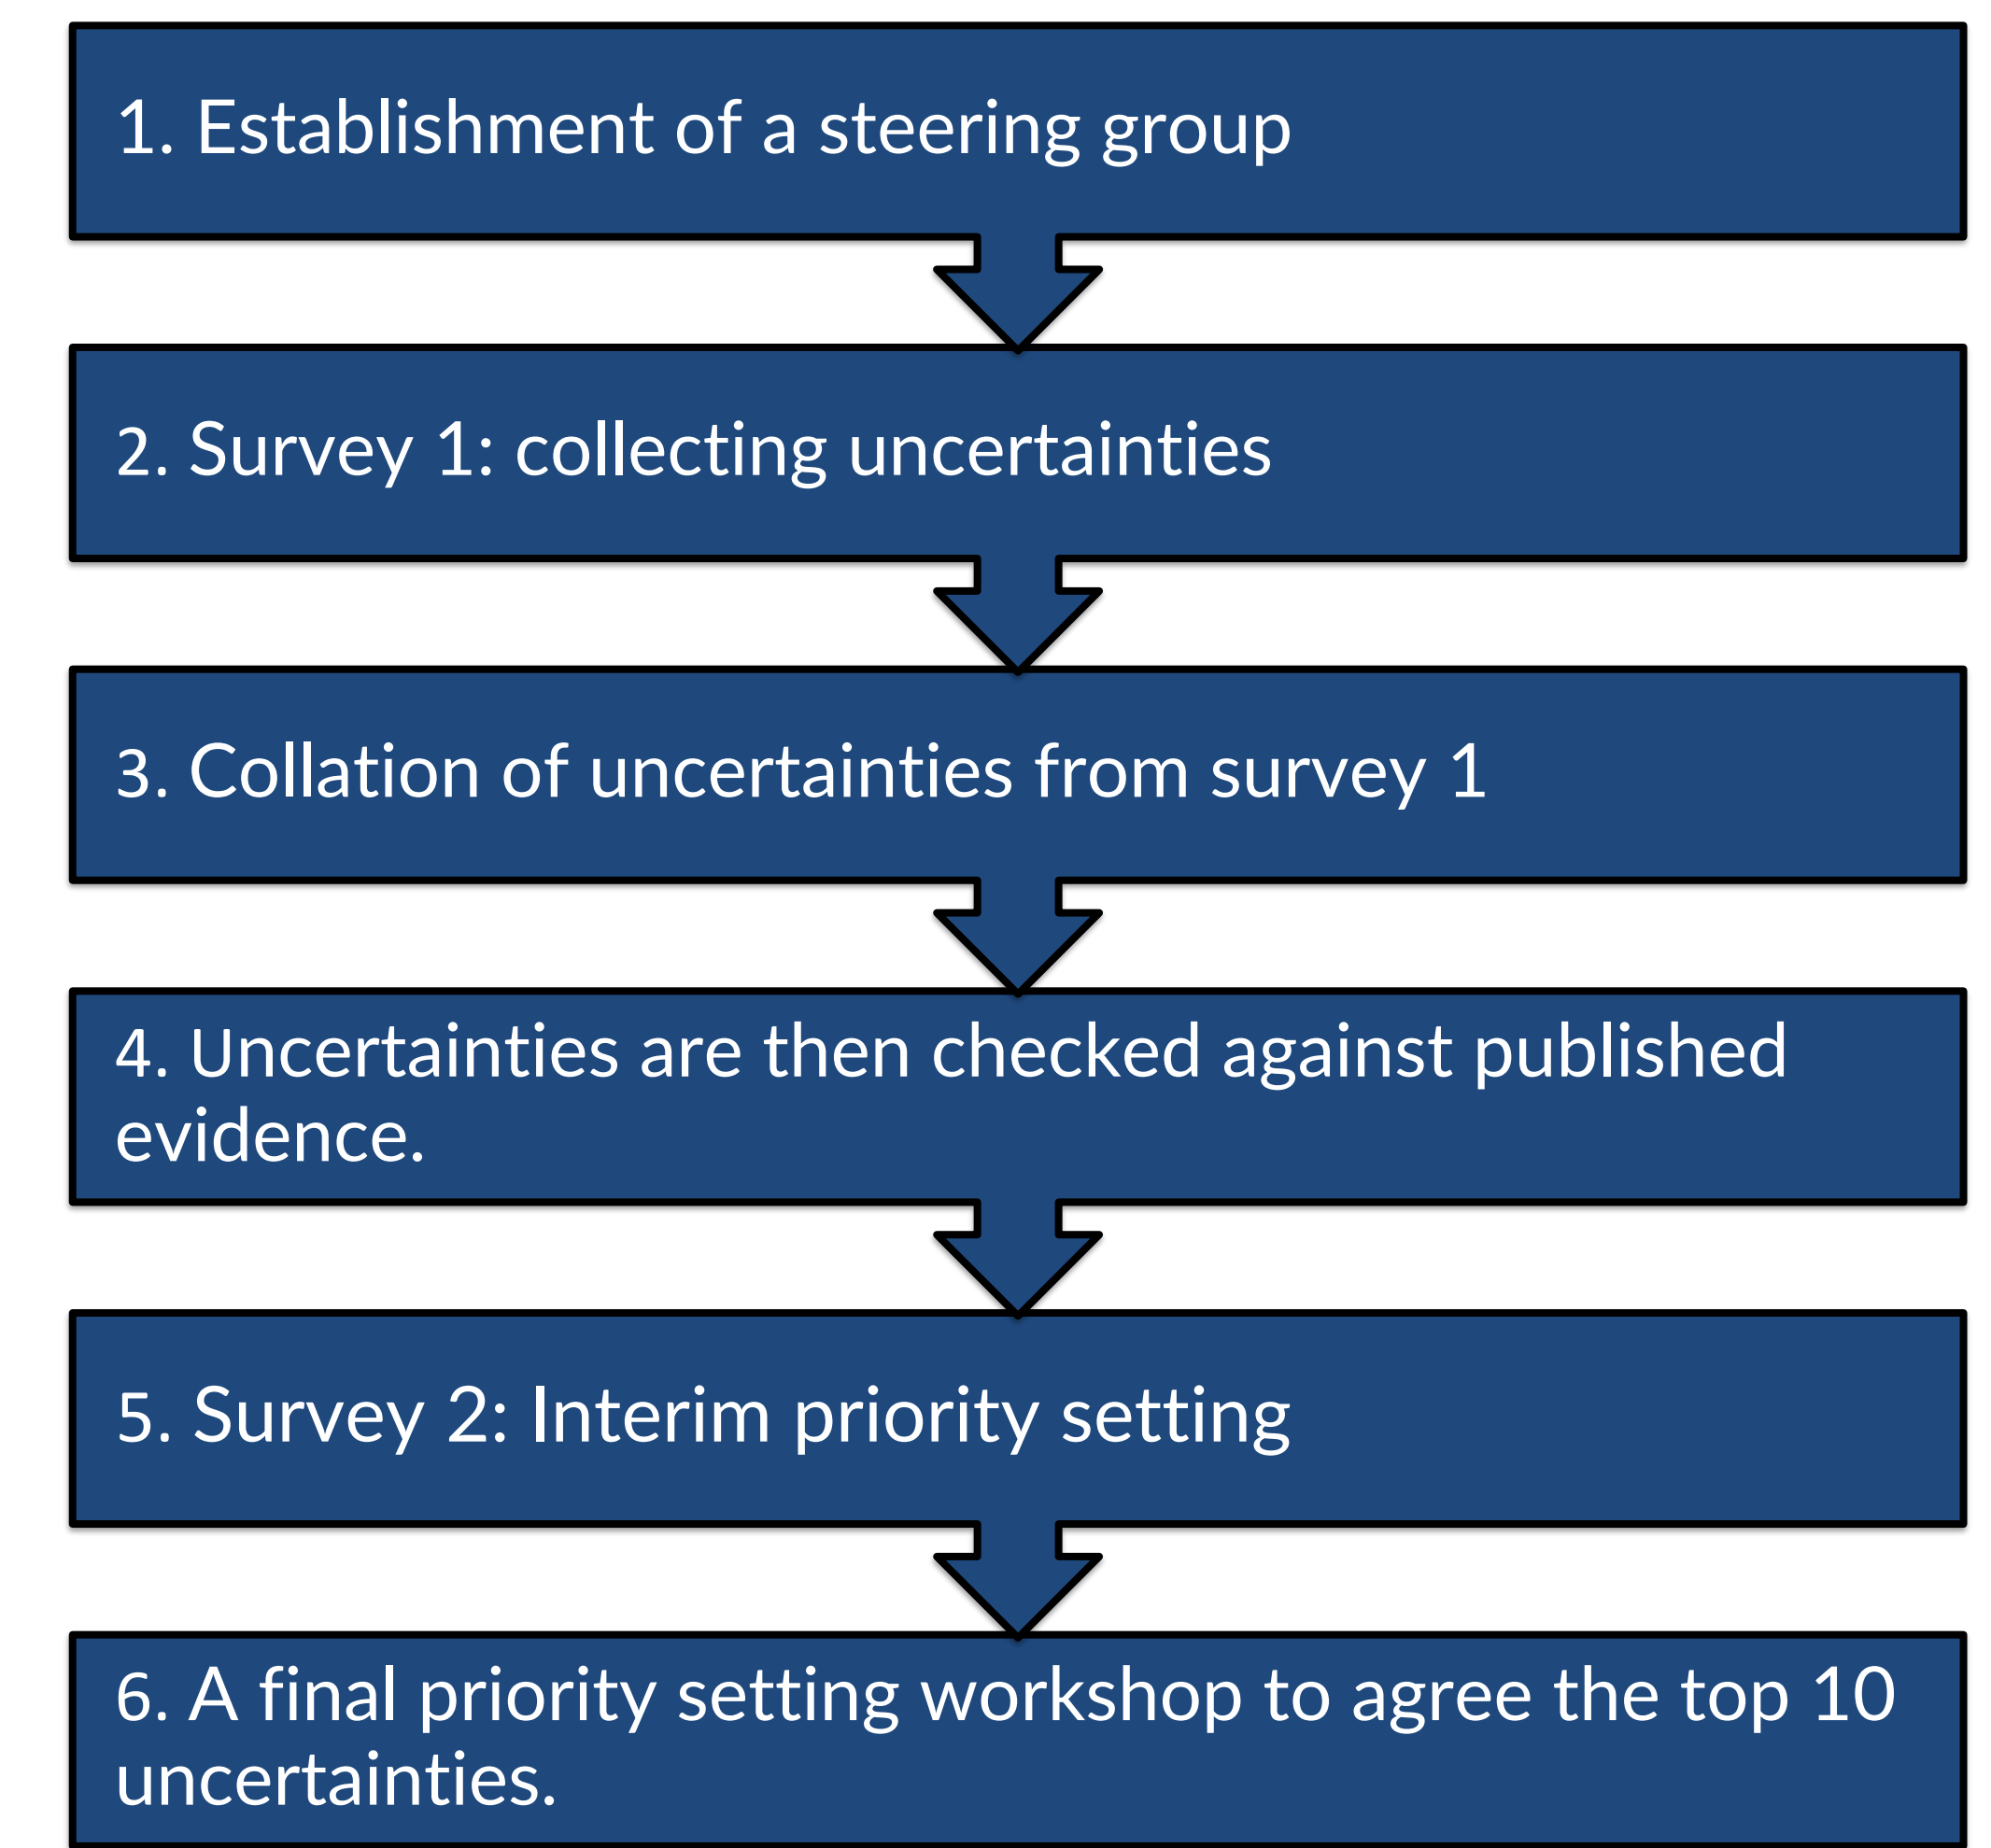 1. Establishment of a steering group
2. Survey 1: collecting uncertainties
3. Collation of uncertainties from survey 1
4. Uncertainties are then checked against published
evidence.
5. Survey 2: Interim priority setting
6. A final priority setting workshop to agree the top 10
uncertainties.